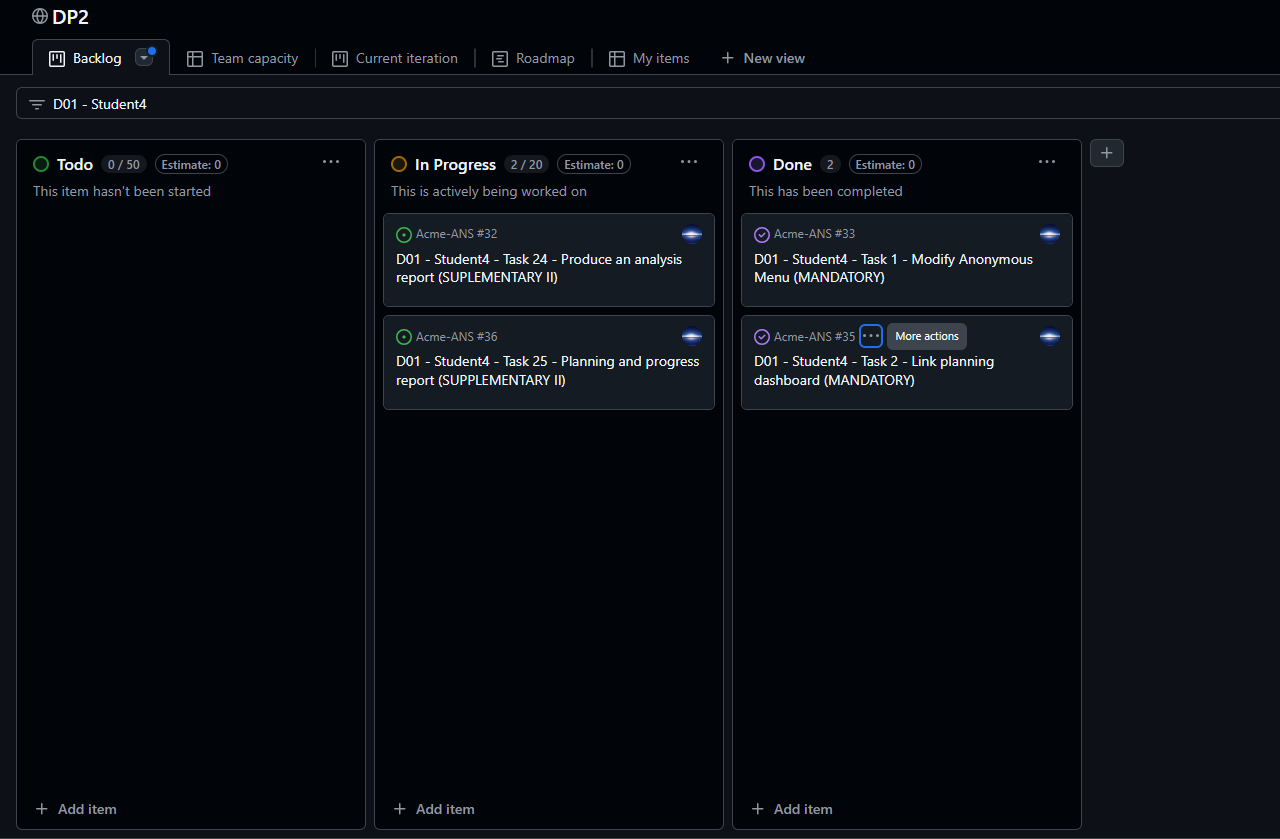 DP2
Backlog
Team capacity
Current iteration
Roadmap
My items
New view
D01 - Student4
Todo 0 / 50 Estimate: 0
This item hasn't been started
Add item
In Progress 2 / 20 Estimate: 0
This is actively being worked on
Acme-ANS #32
D01 - Student4 - Task 24 - Produce an analysis
report (SUPLEMENTARY II)
Acme-ANS #36
D01 - Student4 - Task 25 - Planning and progress
report (SUPPLEMENTARY II)
Add item
Done 2 Estimate: 0
This has been completed
Acme-ANS #33
D01 - Student4 - Task 1 - Modify Anonymous
Menu (MANDATORY)
Acme-ANS #35 More actions
D01 - Student4 - Task 2 - Link planning
dashboard (MANDATORY)
Add item